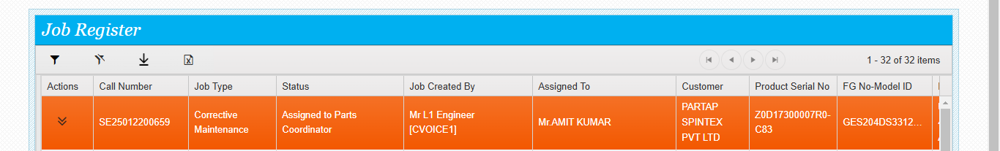 Job Register
1 - 32 of 32 items
Actions Call Number Job Type Status Job Created By Assigned To Customer Product Serial No FG No-Model ID
SE25012200659
Corrective
Maintenance
Assigned to Parts
Coordinator
Mr L1 Engineer
[CVOICE1]
Mr.AMIT KUMAR
PARTAP
SPINTEX
PVT LTD
Z0D17300007R0-
C83
GES204DS3312...